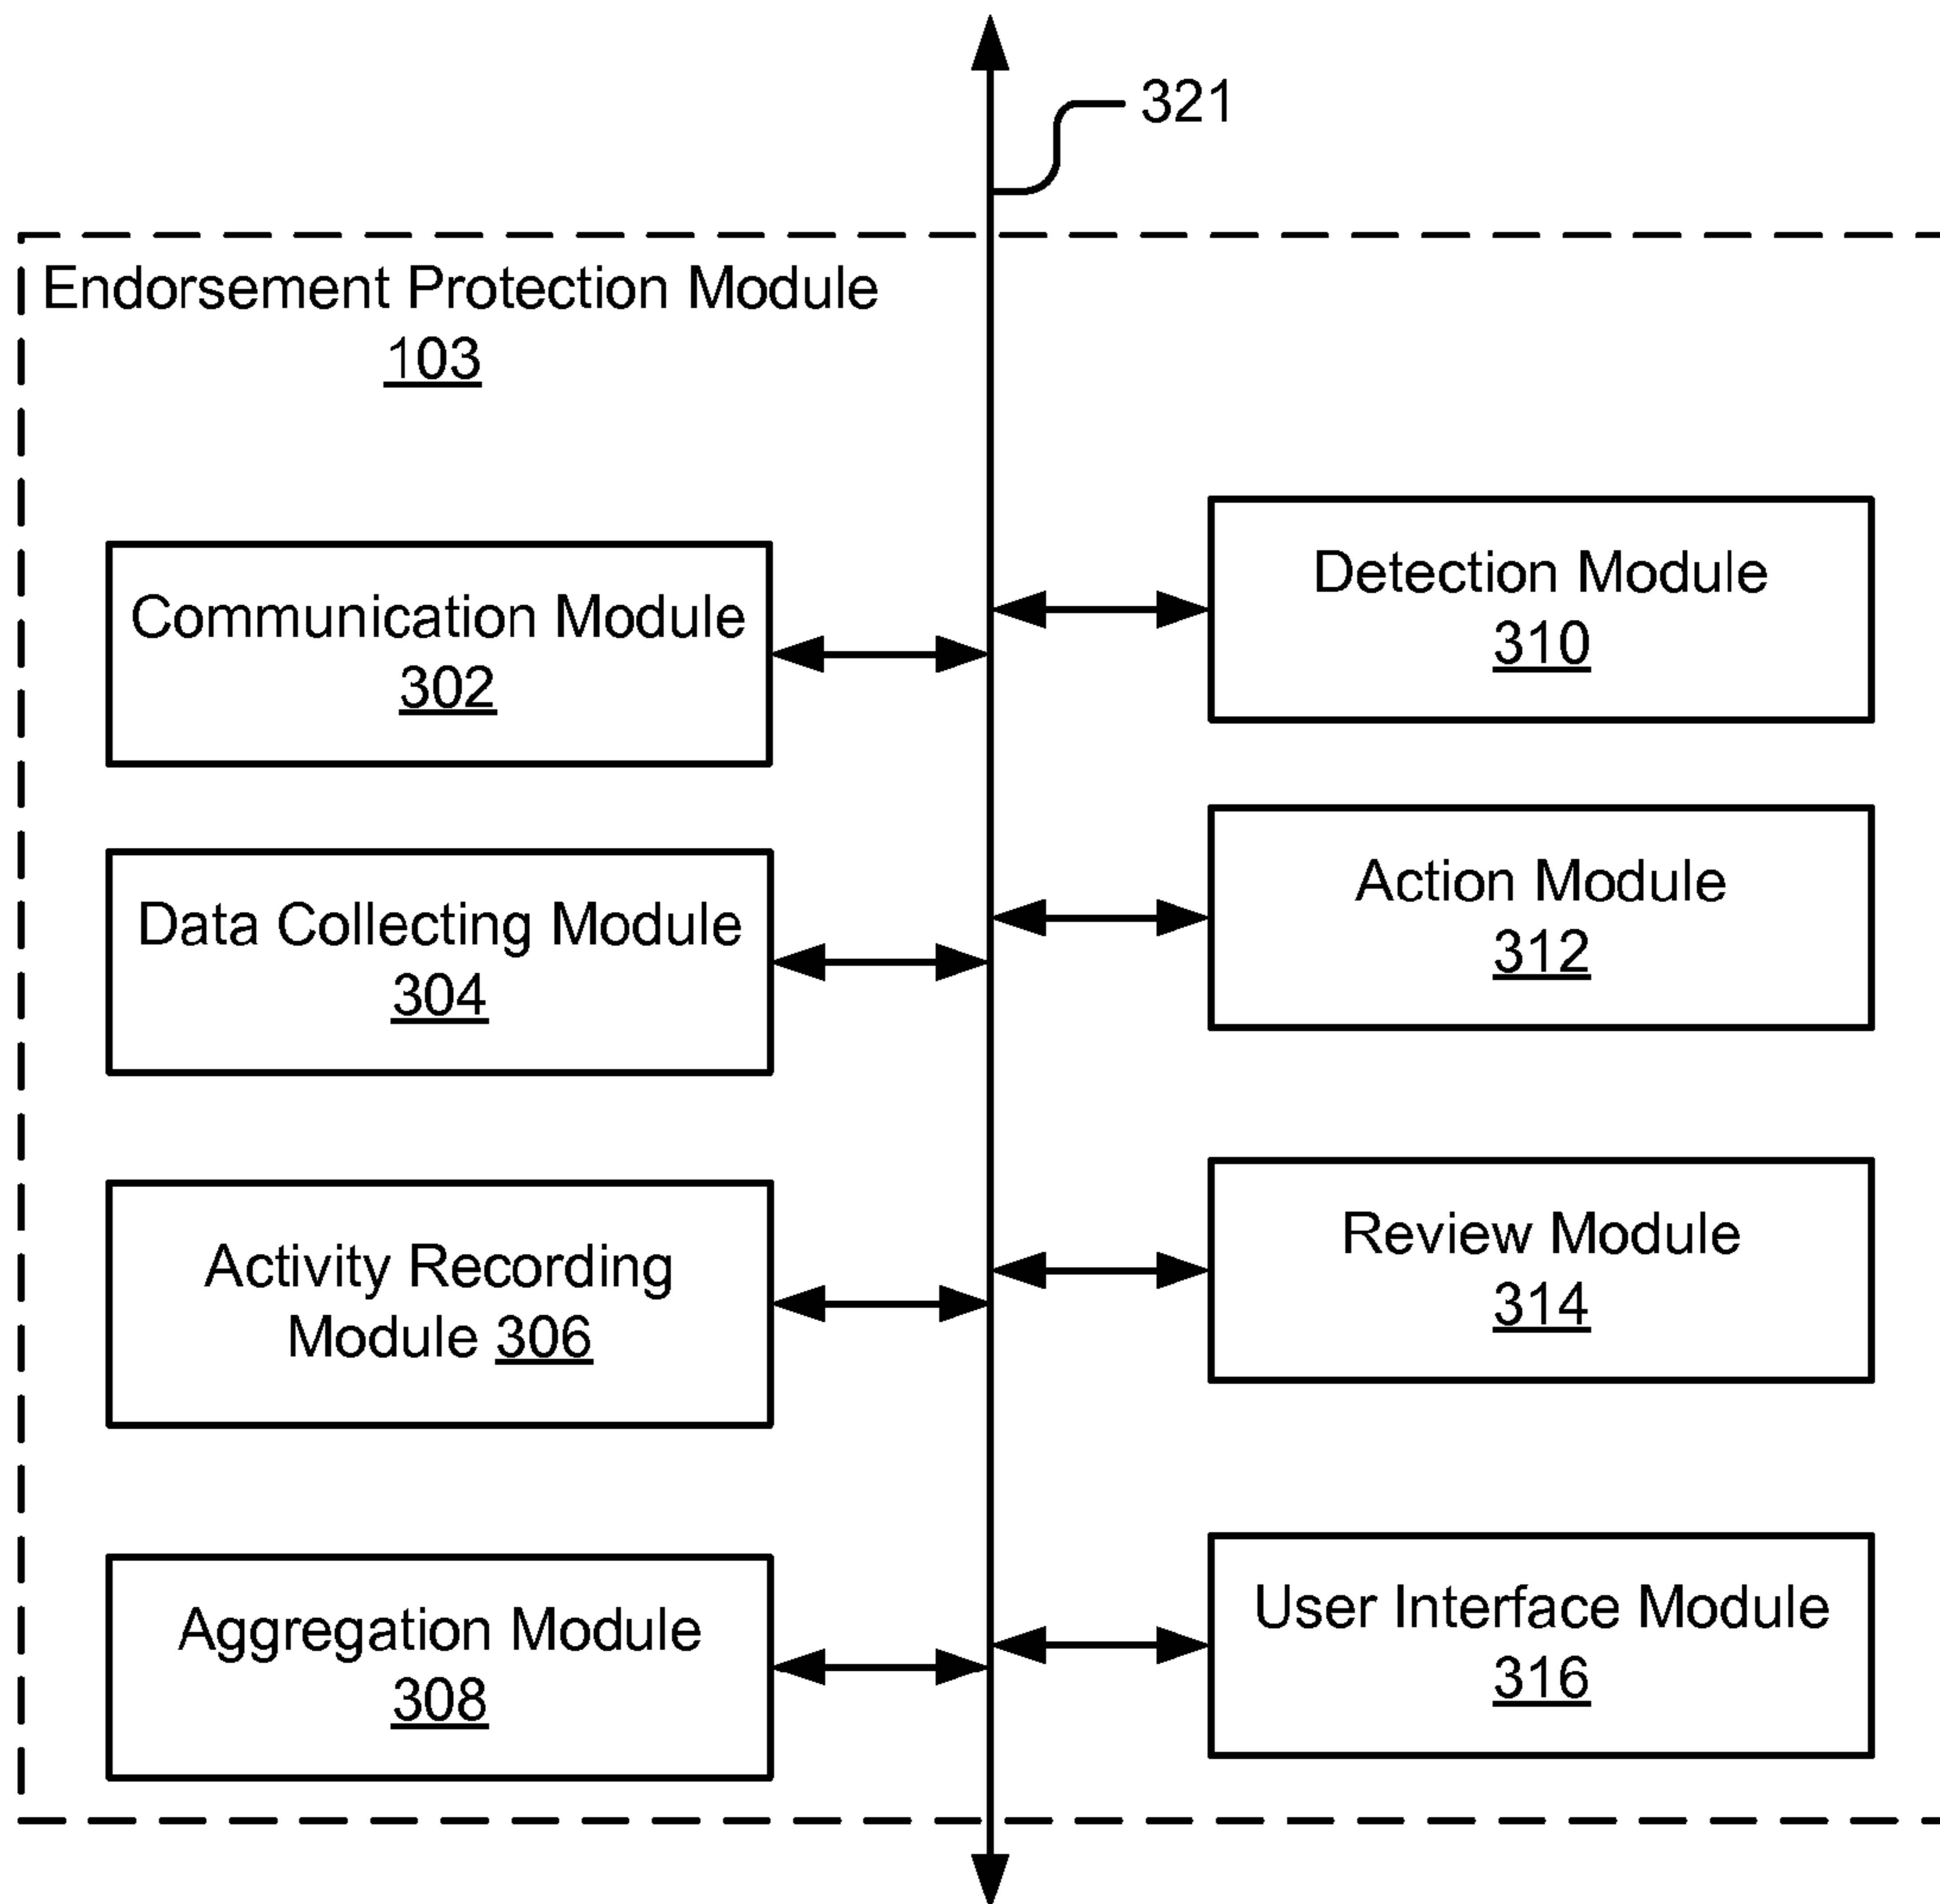 321
Endorsement Protection Module
103
Communication Module
302
Data Collecting Module
304
Activity Recording
Module 306
Aggregation Module
308
Detection Module
310
Action Module
312
Review Module
314
User Interface Module
316